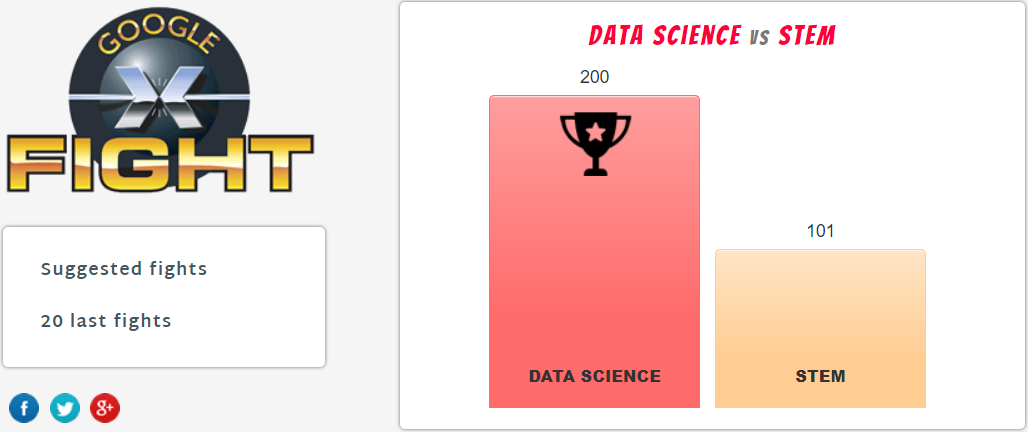 GOOGLE
X
FIGHT
Suggested fights
20 last fights
f
g+
DATA SCIENCE VS STEM
200
101
DATA SCIENCE
STEM